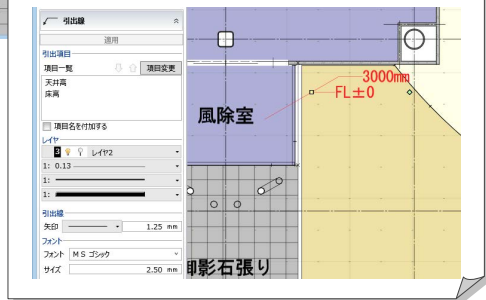 引出線
適用
引出項目
項目一覧 項目変更
天井高
床高
項目名を付加する
レイヤ
3 レイヤ2
1: 0.13
1:
1:
引出線
矢印 1.25 mm
フォント
フォント MS ゴシック
サイズ 2.50 mm
3000mm
FL±0
風除室
御影石張り